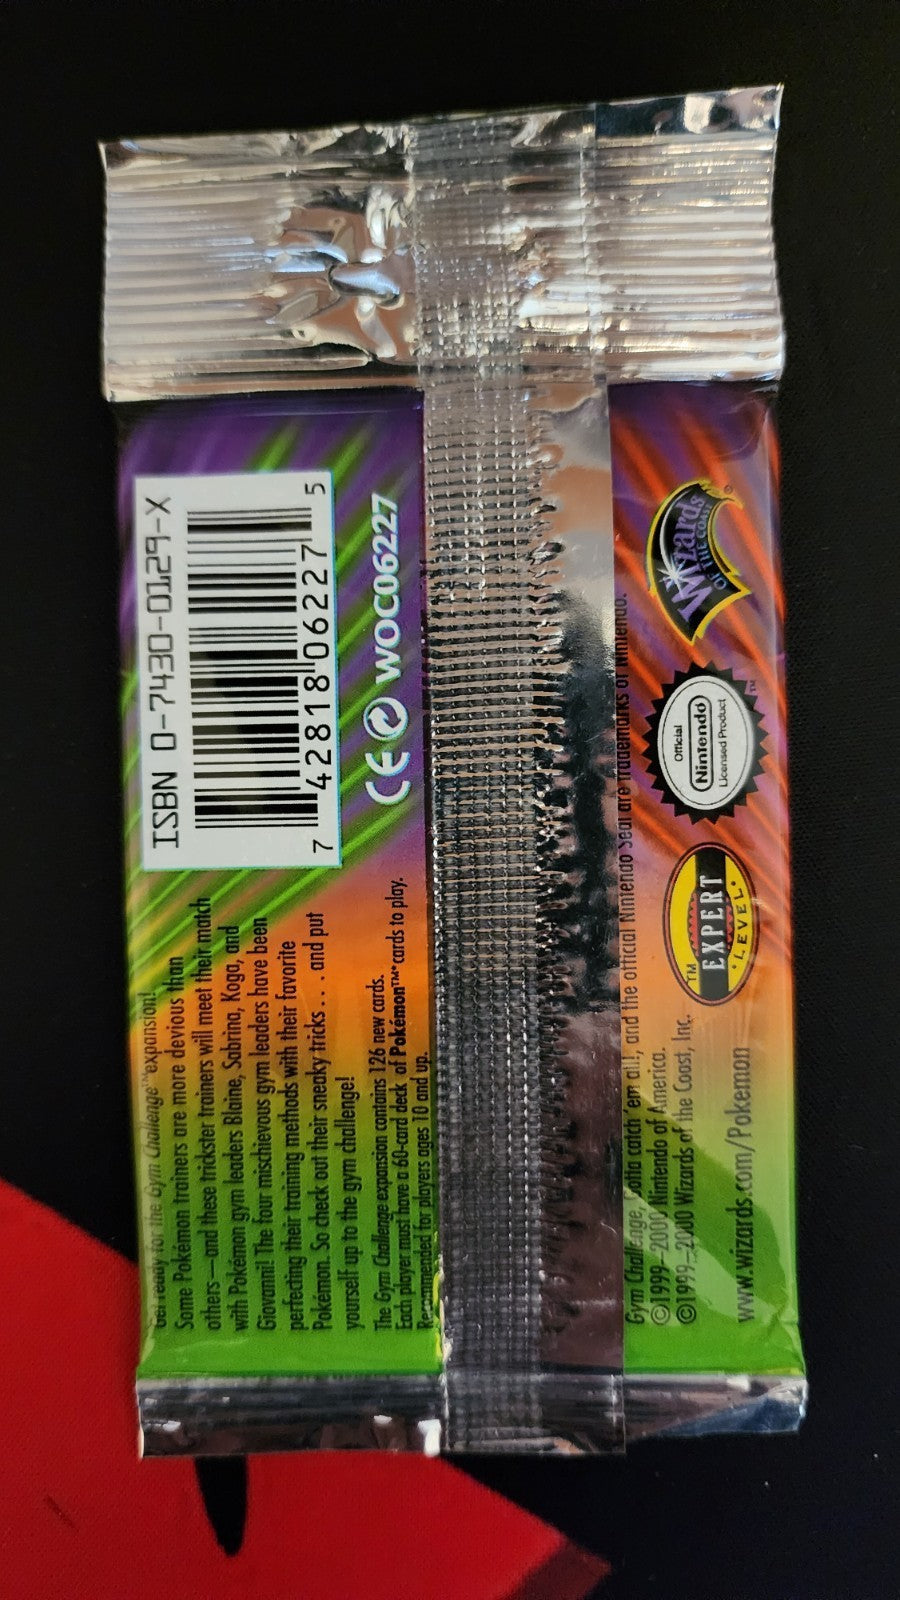 Get ready for the Gym Challenge™ expansion!
Some Pokémon trainers are more devious than
others—and these trickster trainers will meet their match
with Pokémon gym leaders Blaine, Sabrina, Koga, and
Giovanni! The four mischievous gym leaders have been
perfecting their training methods with their favorite
Pokémon. So check out their sneaky tricks . . . and put
yourself up to the gym challenge!
The Gym Challenge expansion contains 126 new cards.
Each player must have a 60-card deck of Pokémon™ cards to play.
Recommended for players ages 10 and up.
ISBN 0-7430-0129-X
7 42818 06227 5
CE WOC06227
Gym Challenge, Gotta catch 'em all!, and the official Nintendo Seal are trademarks of Nintendo.
©1999–2000 Nintendo of America.
©1999–2000 Wizards of the Coast, Inc.
www.wizards.com/Pokemon
TM
EXPERT
LEVEL
Official
Nintendo
Licensed Product
TM
Wizards
OF THE COAST
®